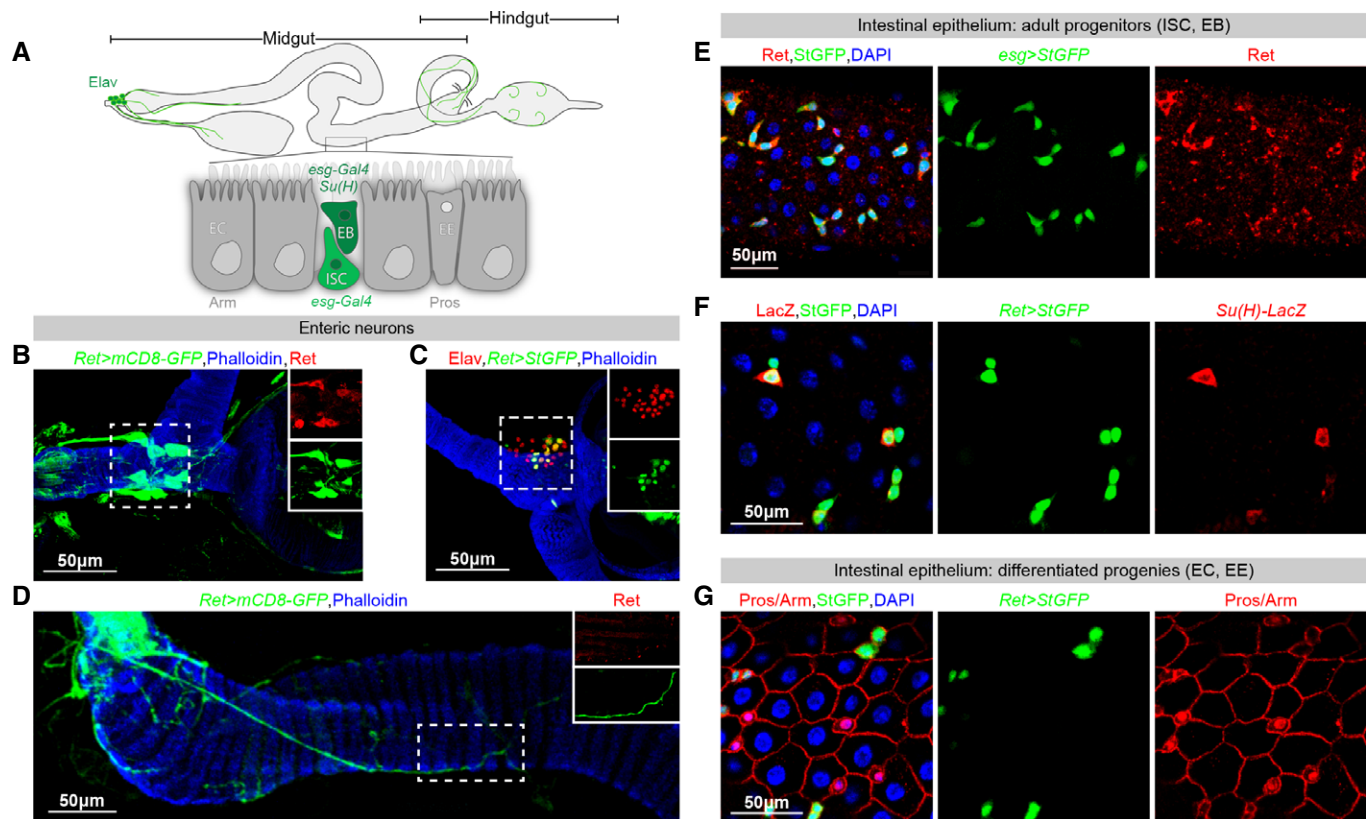 A
Midgut
Hindgut
Elav
esg-Gal4
Su(H)
EC
EB
EE
ISC
Arm
esg-Gal4
Pros
Enteric neurons
B
Ret>mCD8-GFP,Phalloidin,Ret
50µm
C
Elav,Ret>StGFP,Phalloidin
50µm
D
Ret>mCD8-GFP,Phalloidin
Ret
50µm
Intestinal epithelium: adult progenitors (ISC, EB)
E
Ret,StGFP,DAPI
esg>StGFP
Ret
50µm
F
LacZ,StGFP,DAPI
Ret>StGFP
Su(H)-LacZ
50µm
Intestinal epithelium: differentiated progenies (EC, EE)
G
Pros/Arm,StGFP,DAPI
Ret>StGFP
Pros/Arm
50µm